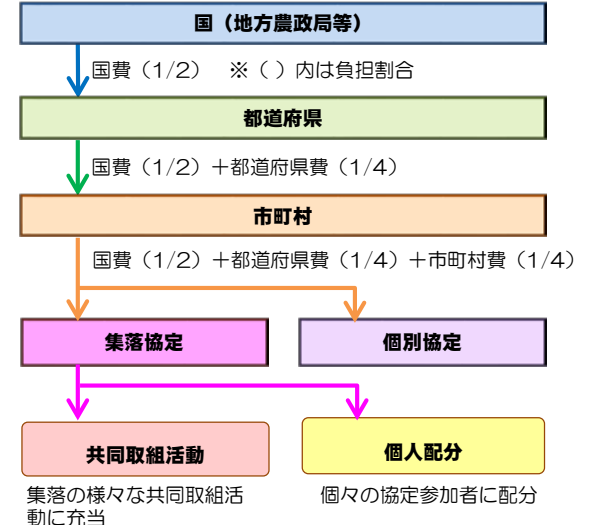 国（地方農政局等）
国費（1/2）　※（ ）内は負担割合
都道府県
国費（1/2）＋都道府県費（1/4）
市町村
国費（1/2）＋都道府県費（1/4）＋市町村費（1/4）
集落協定
個別協定
共同取組活動
個人配分
集落の様々な共同取組活
動に充当
個々の協定参加者に配分